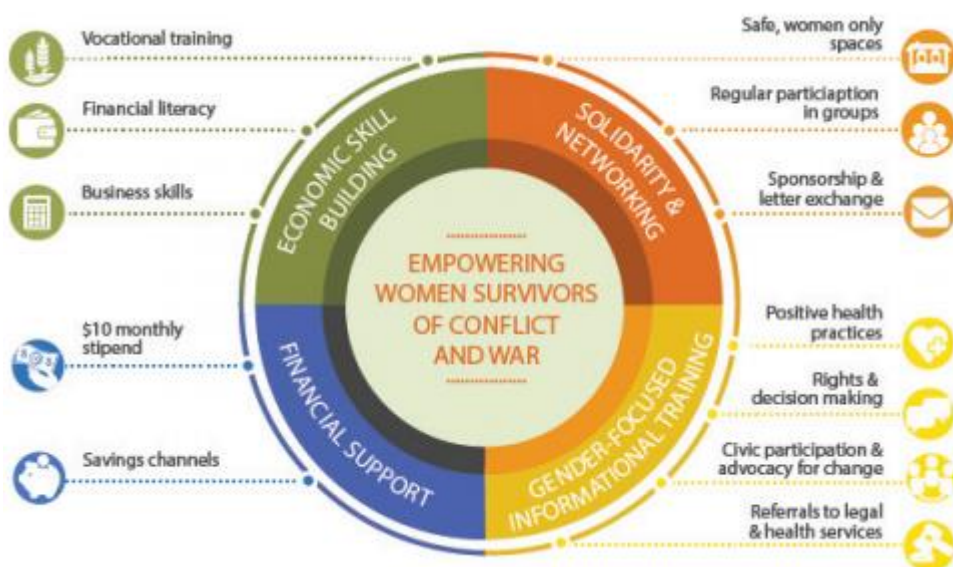 Vocational training
Financial literacy
Business skills
$10 monthly
stipend
Savings channels
ECONOMIC SKILL
BUILDING
SOLIDARITY &
NETWORKING
FINANCIAL SUPPORT
GENDER-FOCUSED
INFORMATIONAL TRAINING
EMPOWERING
WOMEN SURVIVORS
OF CONFLICT
AND WAR
Safe, women only
spaces
Regular particiaption
in groups
Sponsorship &
letter exchange
Positive health
practices
Rights &
decision making
Civic participation &
advocacy for change
Referrals to legal
& health services